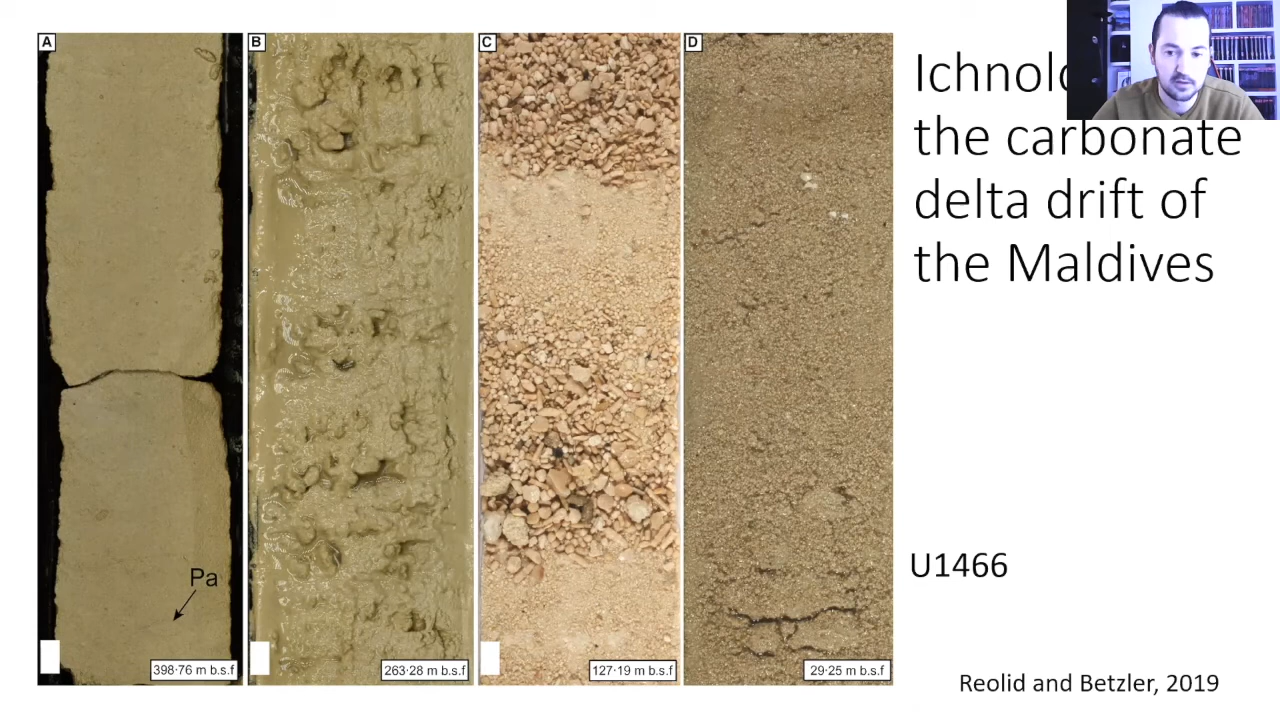 A
B
C
D
Pa
398·76 m b.s.f
263·28 m b.s.f
127·19 m b.s.f
29·25 m b.s.f
the carbonate
delta drift of
the Maldives
U1466
Reolid and Betzler, 2019